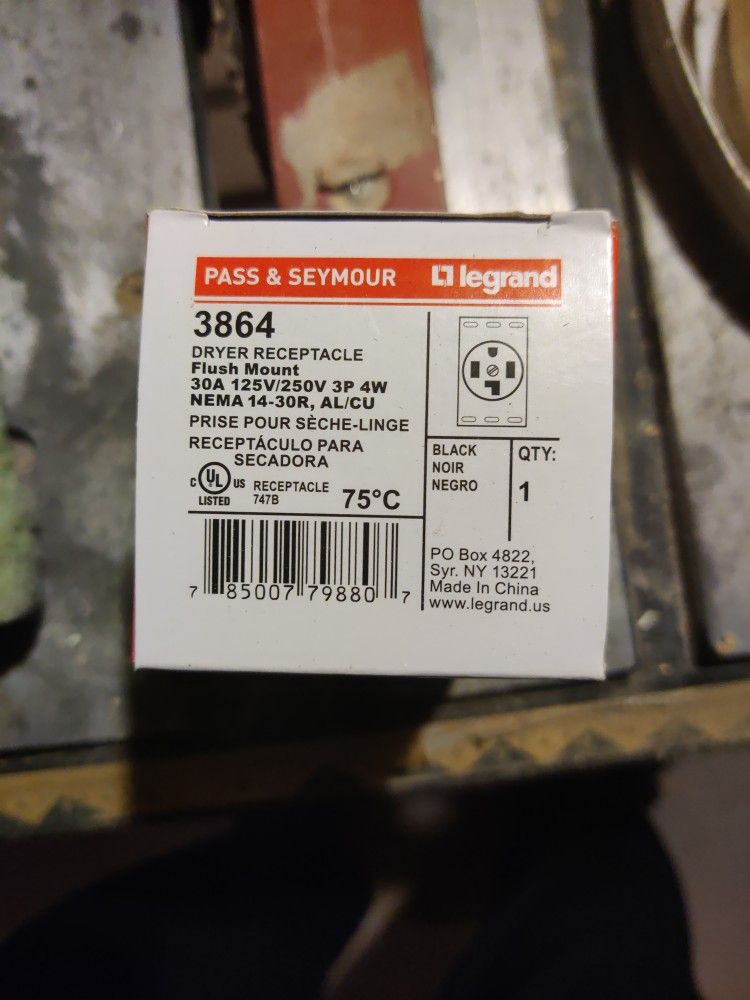 PASS & SEYMOUR
legrand
3864
DRYER RECEPTACLE
Flush Mount
30A 125V/250V 3P 4W
NEMA 14-30R, AL/CU
PRISE POUR SÈCHE-LINGE
RECEPTÁCULO PARA
SECADORA
C UL US
LISTED
RECEPTACLE
747B
75°C
BLACK
NOIR
NEGRO
QTY:
1
7 85007 79880 7
PO Box 4822,
Syr. NY 13221
Made In China
www.legrand.us